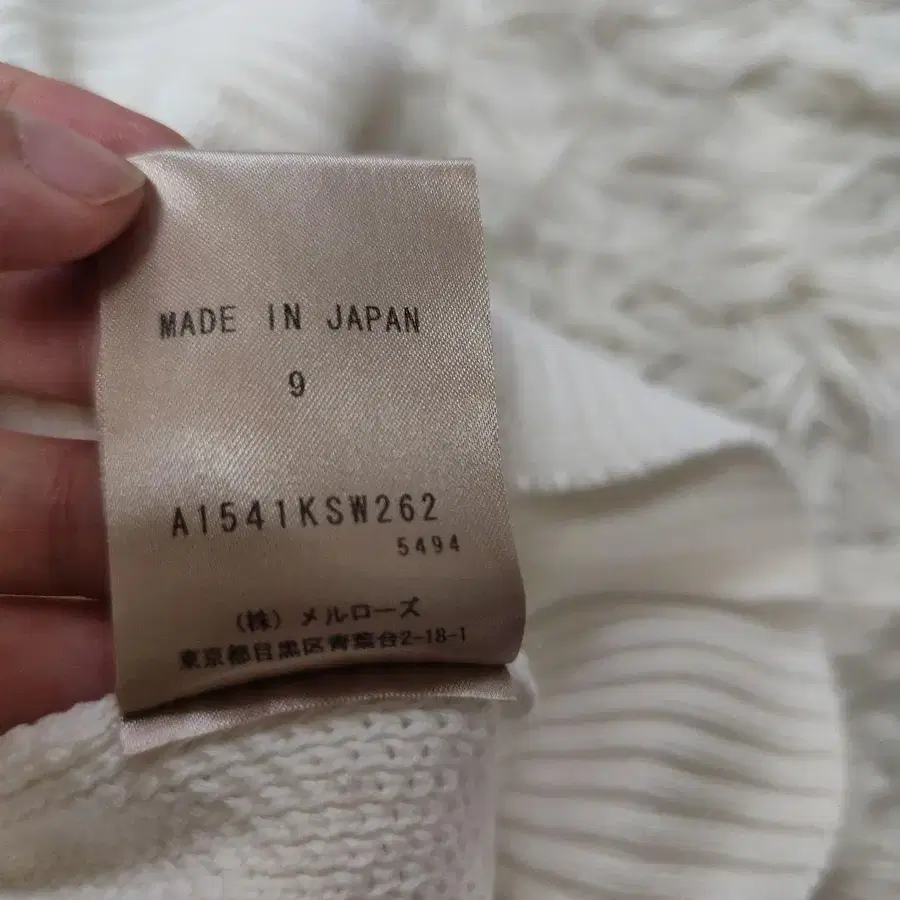 MADE IN JAPAN
9
A1541KSW262
5494
(株) メルローズ
東京都目黒区青葉台2-18-1